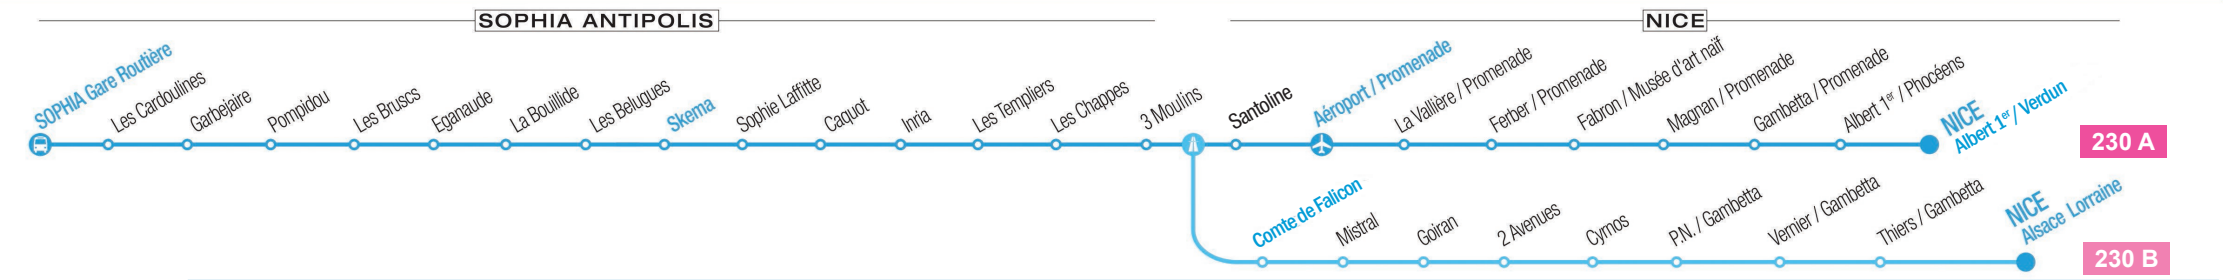 SOPHIA ANTIPOLIS
NICE
SOPHIA Gare Routière
Les Cardoulines
Garbejaire
Pompidou
Les Bruscs
Eganaude
La Bouillide
Les Belugues
Skema
Sophie Laffitte
Caquot
Inria
Les Templiers
Les Chappes
3 Moulins
Santoline
Aéroport / Promenade
La Vallière / Promenade
Ferber / Promenade
Fabron / Musée d'art naïf
Magnan / Promenade
Gambetta / Promenade
Albert 1er / Phocéens
NICE
Albert 1er / Verdun
230 A
Comte de Falicon
Mistral
Goiran
2 Avenues
Cyrnos
P.N. / Gambetta
Vernier / Gambetta
Thiers / Gambetta
NICE
Alsace Lorraine
230 B